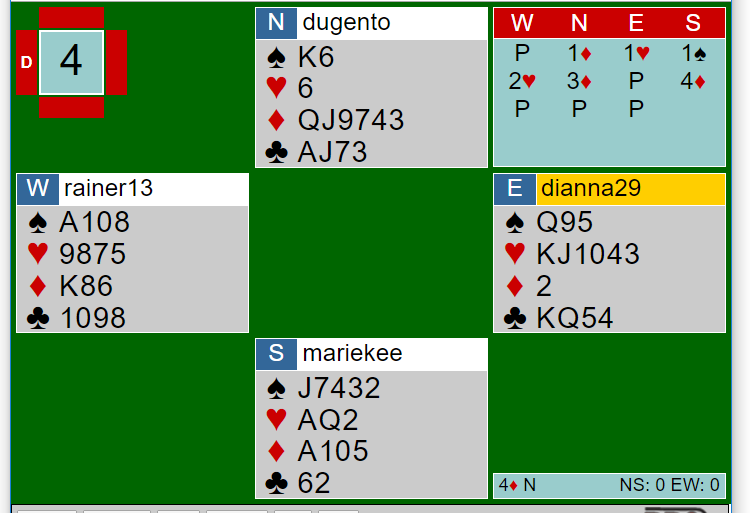 D 4
N dugento
♠ K6
♥ 6
♦ QJ9743
♣ AJ73
W N E S
P 1♦ 1♥ 1♠
2♥ 3♦ P 4♦
P P P
W rainer13
♠ A108
♥ 9875
♦ K86
♣ 1098
E dianna29
♠ Q95
♥ KJ1043
♦ 2
♣ KQ54
S mariekee
♠ J7432
♥ AQ2
♦ A105
♣ 62
4♦ N NS: 0 EW: 0